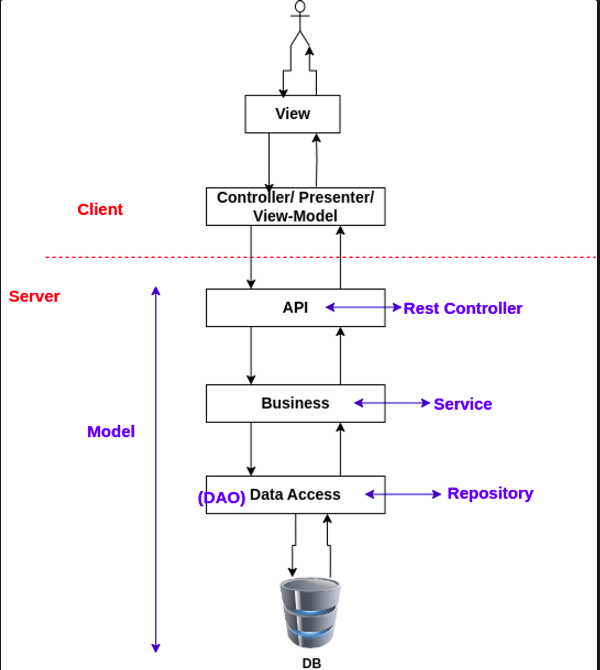 View
Controller/ Presenter/
View-Model
Client
Server
API
Rest Controller
Business
Service
Model
(DAO) Data Access
Repository
DB